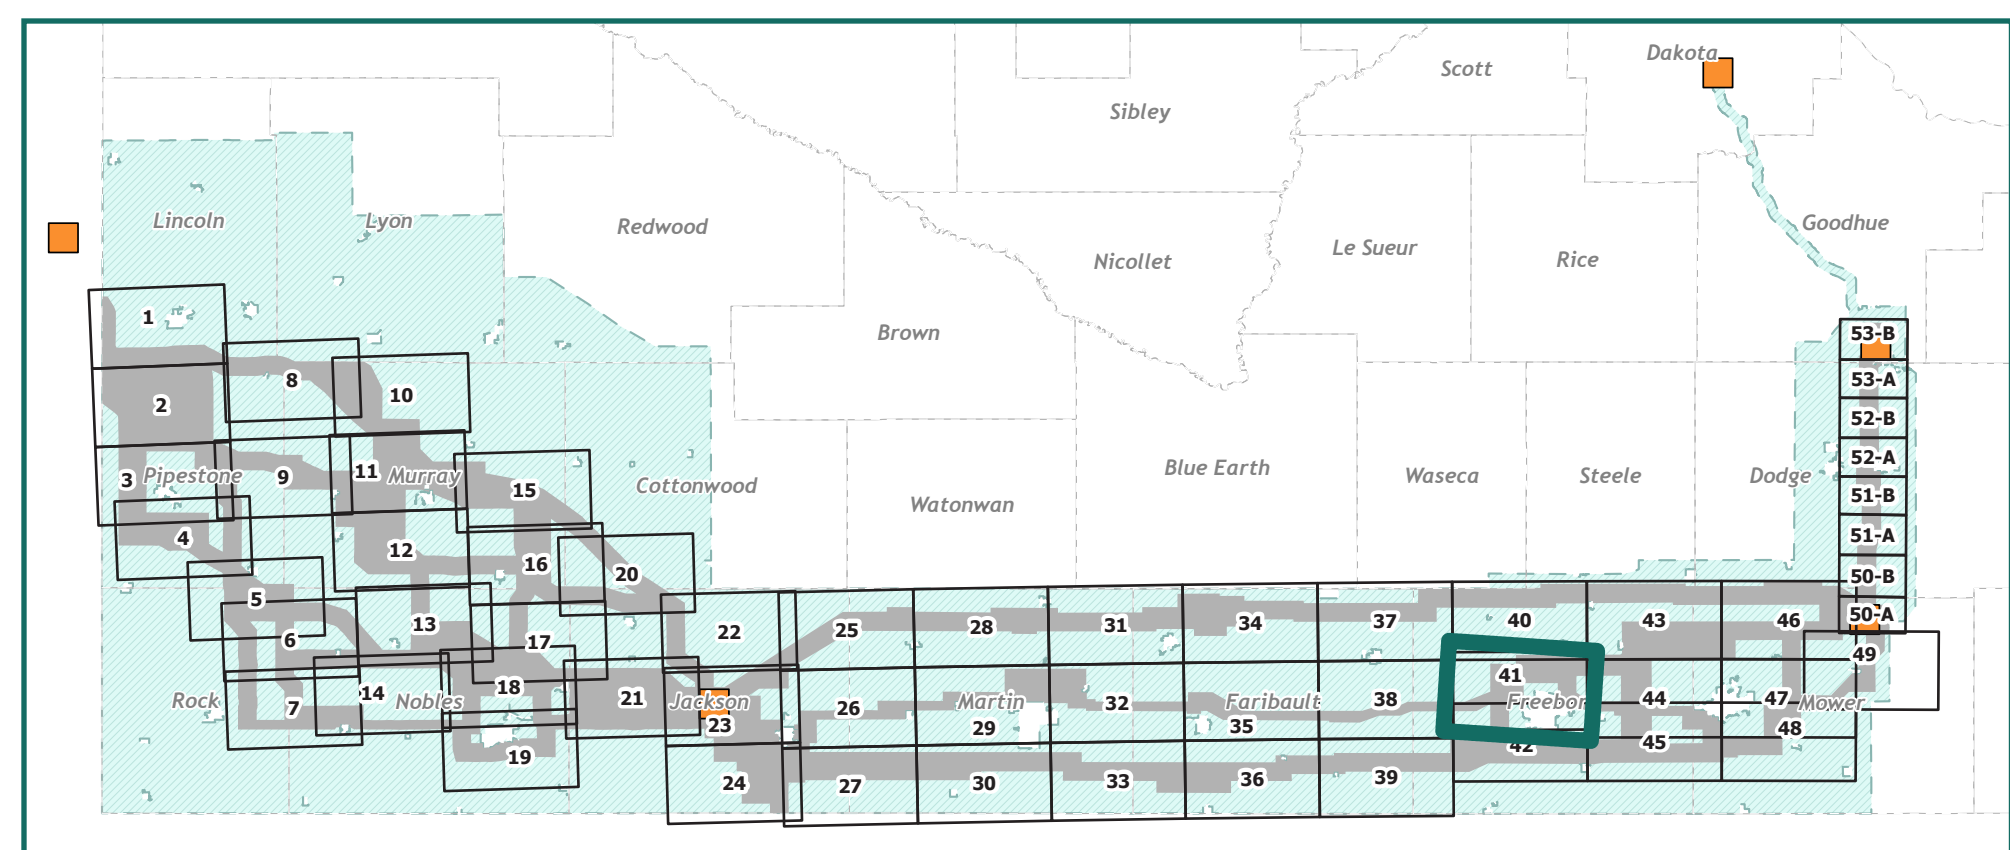 Dakota
Scott
Sibley
Lincoln
Lyon
Redwood
Goodhue
Le Sueur
Nicollet
Rice
1
Brown
53-B
8
10
53-A
2
52-B
52-A
11
Blue Earth
3
Pipestone
9
Murray
Waseca
Steele
Dodge
15
Cottonwood
51-B
Watonwan
4
51-A
12
16
20
50-B
5
50-A
6
13
22
25
28
31
34
37
40
43
46
17
49
41
18
14
7
Rock
Nobles
21
Jackson
26
Martin
32
Faribault
38
Freebor
44
47
Mower
23
29
35
48
19
42
45
24
27
30
33
36
39